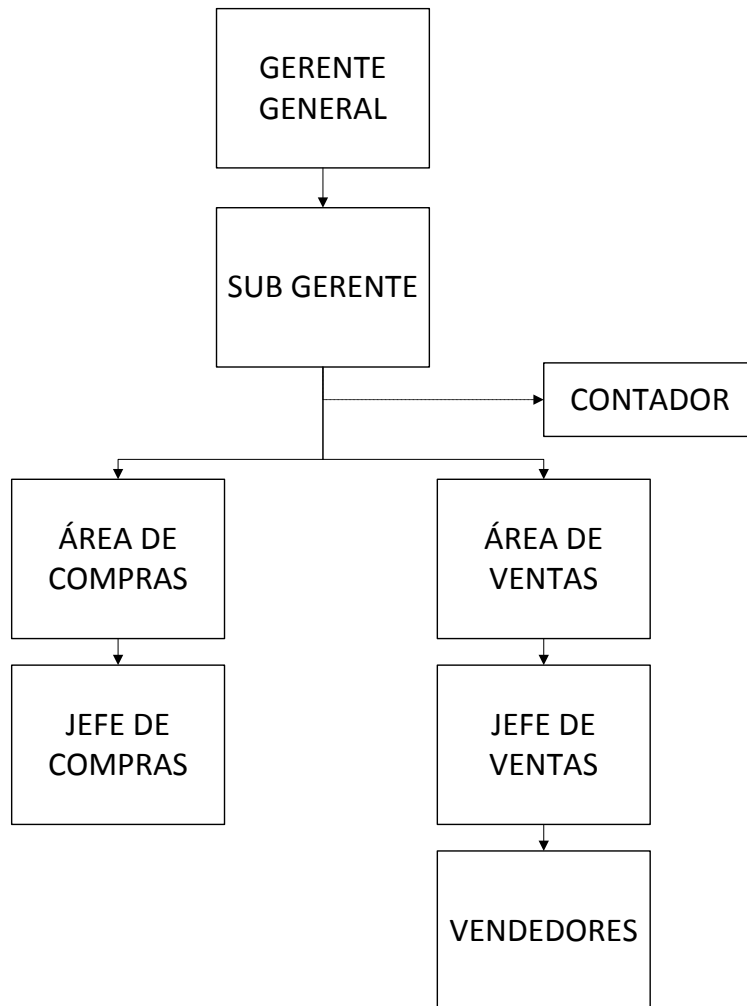 GERENTE
GENERAL
SUB GERENTE
CONTADOR
ÁREA DE
COMPRAS
ÁREA DE
VENTAS
JEFE DE
COMPRAS
JEFE DE
VENTAS
VENDEDORES